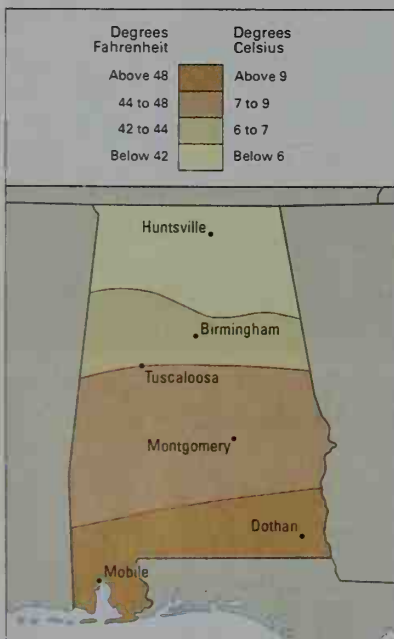 Degrees Fahrenheit
Degrees Celsius
Above 48
Above 9
44 to 48
7 to 9
42 to 44
6 to 7
Below 42
Below 6
Huntsville
Birmingham
Tuscaloosa
Montgomery
Dothan
Mobile